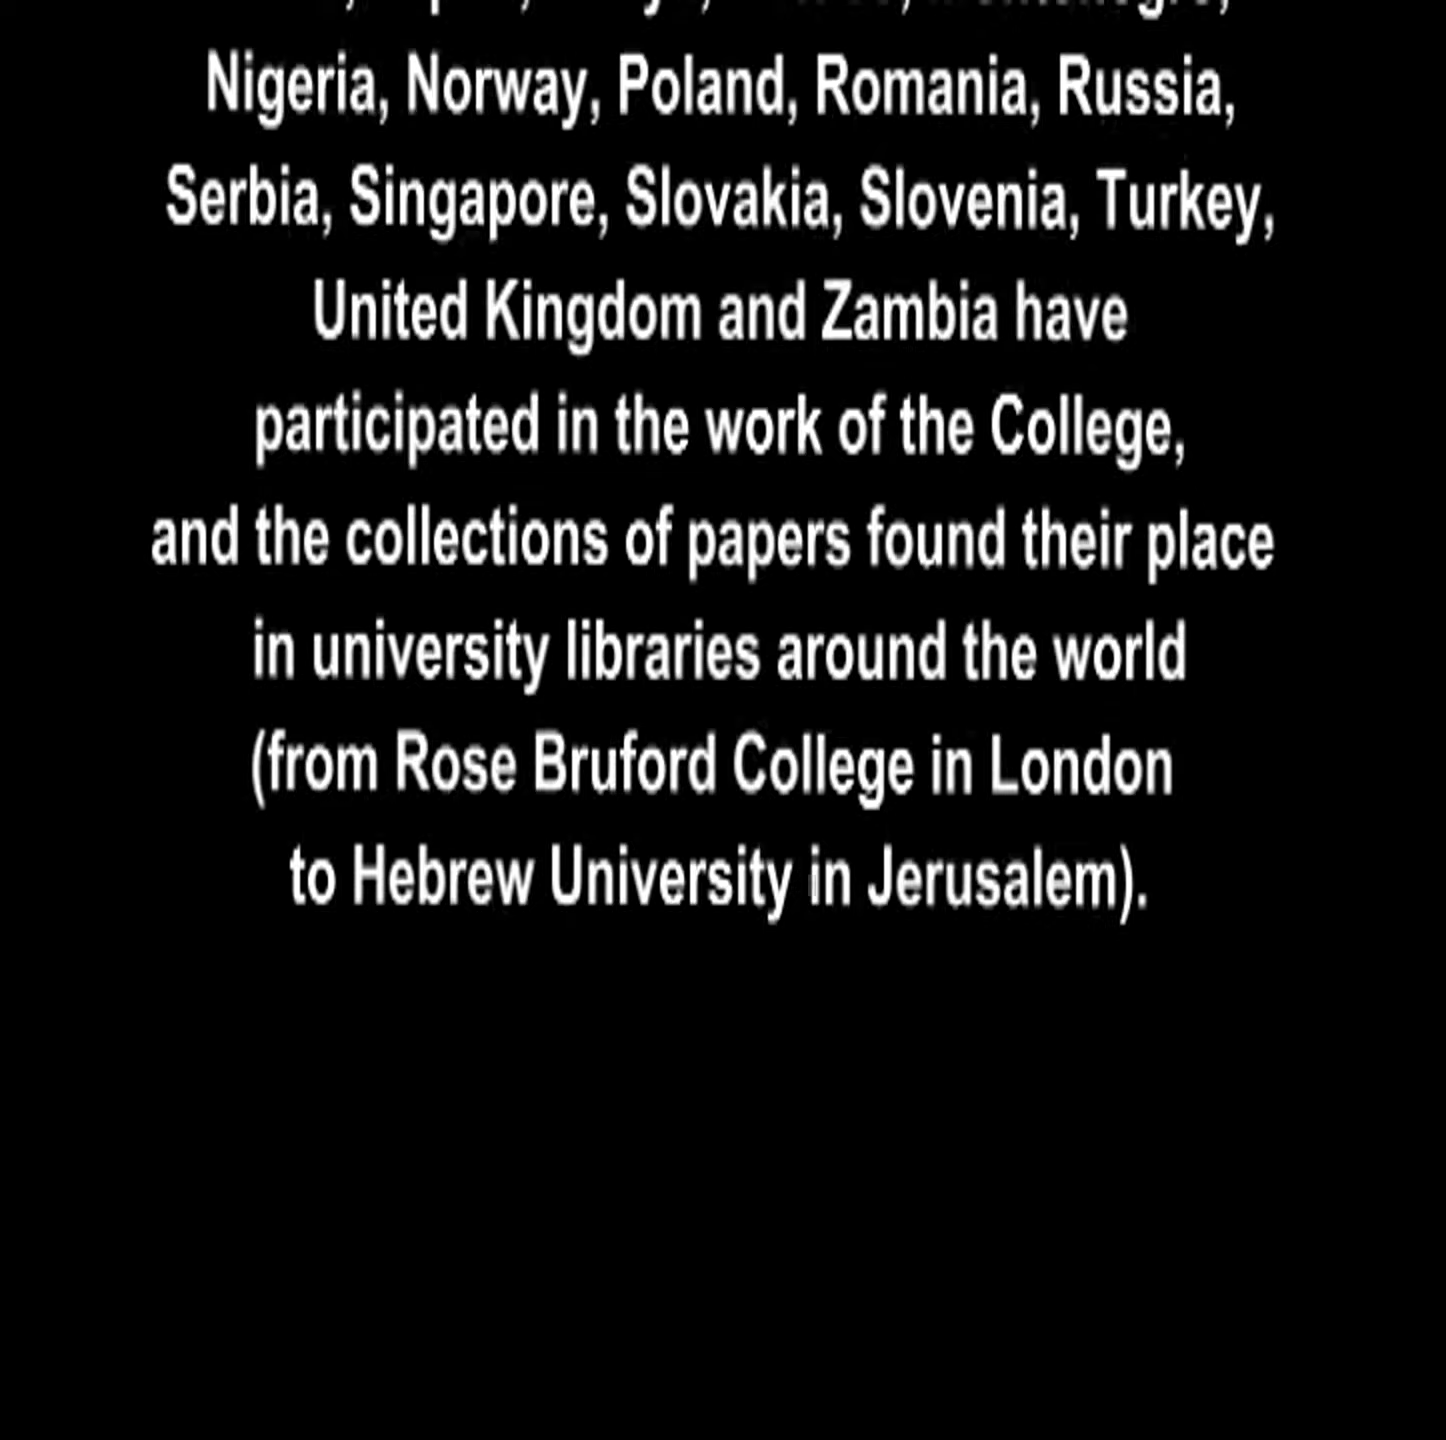 Nigeria, Norway, Poland, Romania, Russia,
Serbia, Singapore, Slovakia, Slovenia, Turkey,
United Kingdom and Zambia have
participated in the work of the College,
and the collections of papers found their place
in university libraries around the world
(from Rose Bruford College in London
to Hebrew University in Jerusalem).